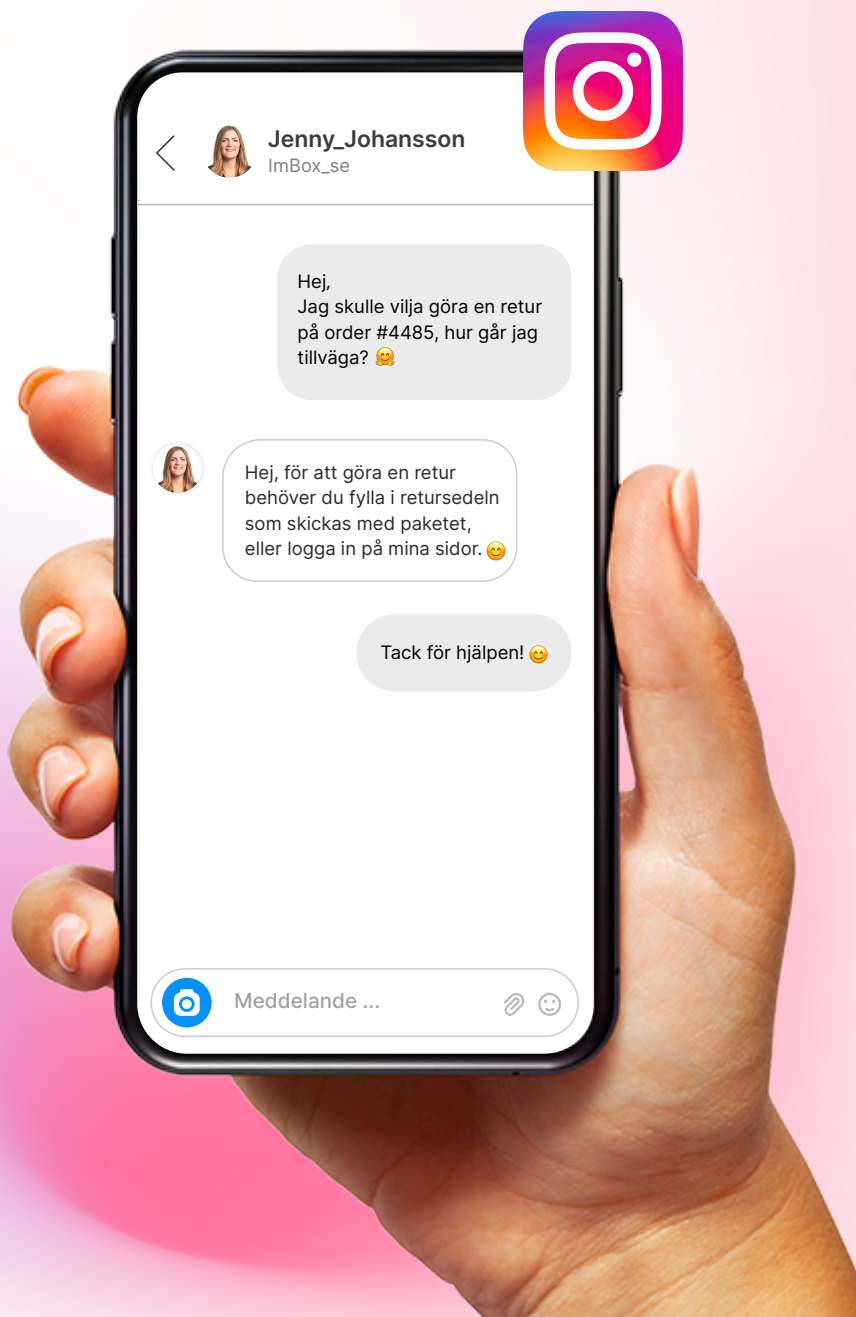 Jenny_Johansson
ImBox_se
Hej,
Jag skulle vilja göra en retur
på order #4485, hur går jag
tillväga? 🤗
Hej, för att göra en retur
behöver du fylla i retursedeln
som skickas med paketet,
eller logga in på mina sidor. 😊
Tack för hjälpen! 😊
Meddelande ...